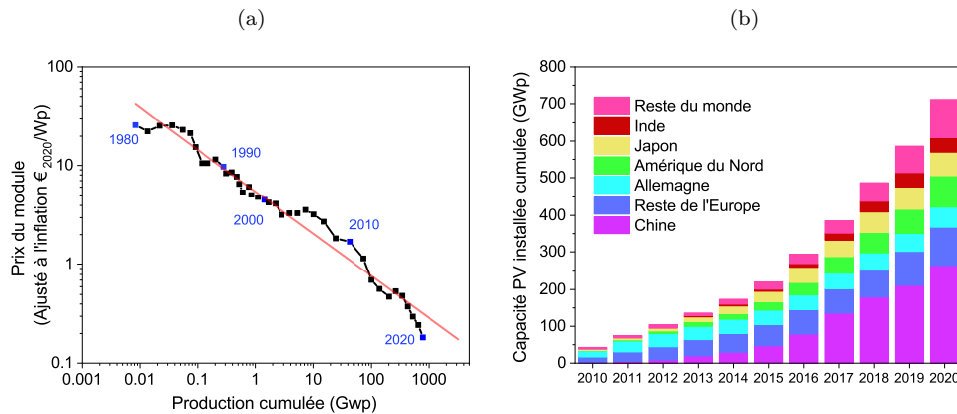 (a)
Prix du module
(Ajusté à l'inflation €2020/Wp)
100
10
1
0.1
1980
1990
2000
2010
2020
0.001
0.01
0.1
1
10
100
1000
Production cumulée (Gwp)
(b)
Capacité PV installée cumulée (GWp)
800
700
600
500
400
300
200
100
0
Reste du monde
Inde
Japon
Amérique du Nord
Allemagne
Reste de l'Europe
Chine
2010 2011 2012 2013 2014 2015 2016 2017 2018 2019 2020